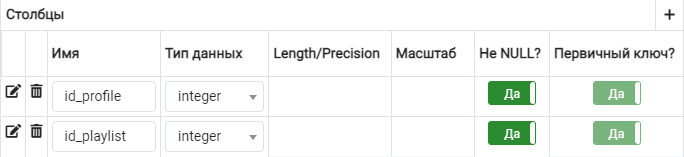 Столбцы +
Имя Тип данных Length/Precision Масштаб Не NULL? Первичный ключ?
id_profile integer Да Да
id_playlist integer Да Да